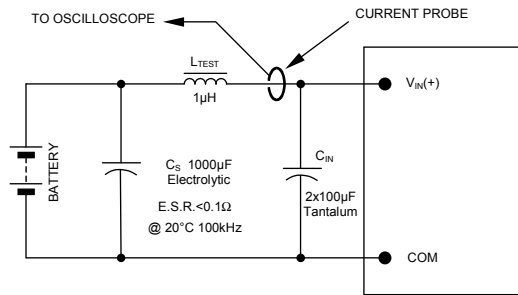 TO OSCILLOSCOPE
CURRENT PROBE
LTEST
1µH
VIN(+)
BATTERY
CS 1000µF
Electrolytic
E.S.R.<0.1Ω
@ 20°C 100kHz
CIN
2x100µF
Tantalum
COM